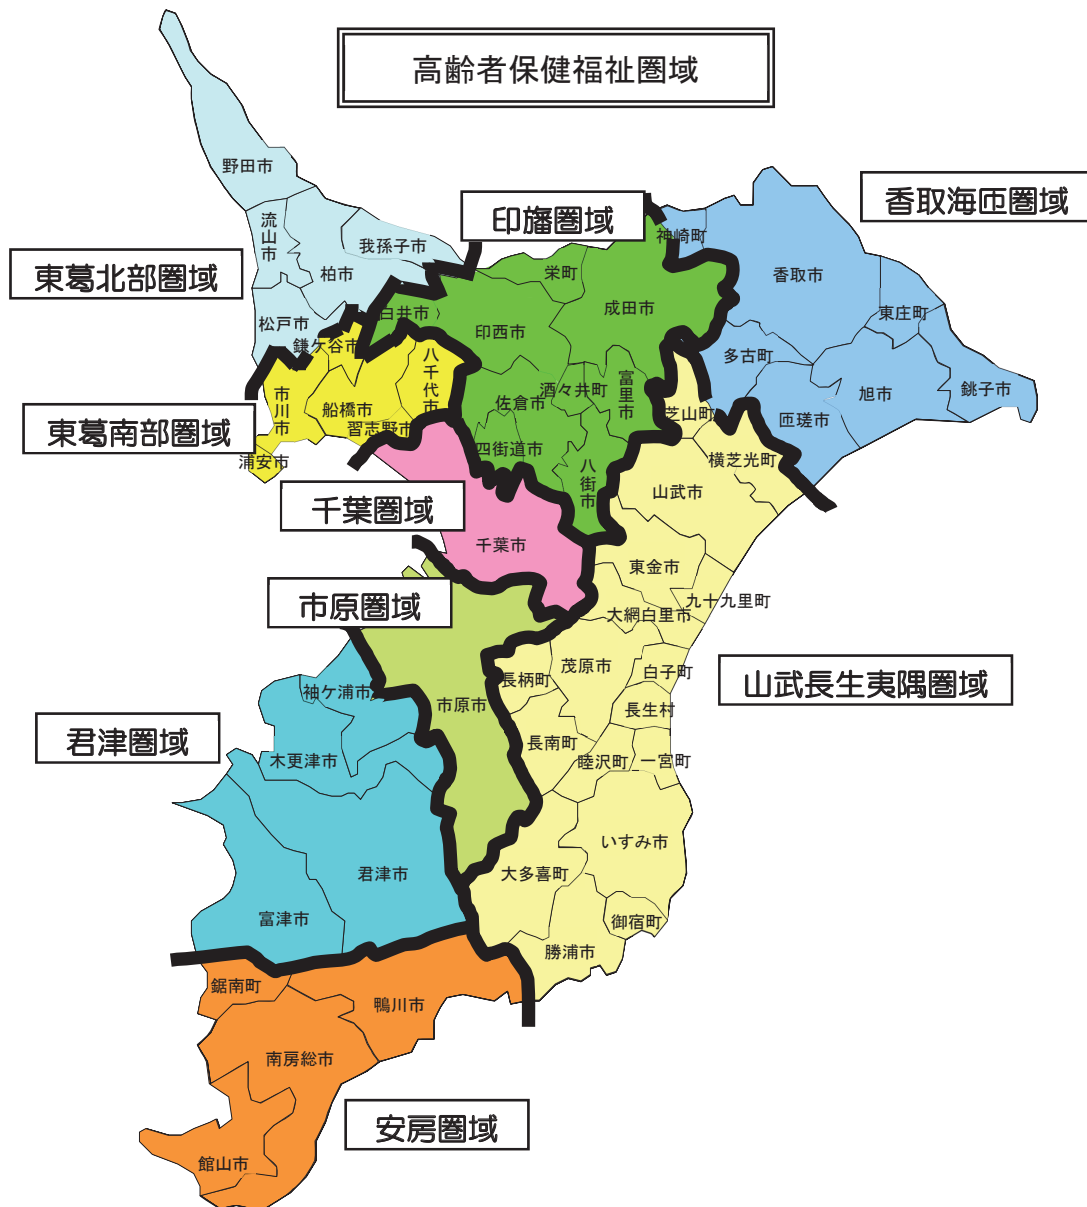 高齢者保健福祉圏域
野田市
香取海匝圏域
印旛圏域
流山市
神崎町
我孫子市
東葛北部圏域
柏市
栄町
香取市
成田市
東庄町
白井市
松戸市
印西市
鎌ケ谷市
八千代市
多古町
酒々井町
富里市
銚子市
旭市
市川市
船橋市
佐倉市
芝山町
匝瑳市
東葛南部圏域
習志野市
四街道市
横芝光町
浦安市
八街市
山武市
千葉圏域
千葉市
東金市
市原圏域
九十九里町
大網白里市
茂原市
白子町
長柄町
山武長生夷隅圏域
袖ケ浦市
市原市
長生村
君津圏域
長南町
木更津市
睦沢町
一宮町
いすみ市
君津市
大多喜町
富津市
御宿町
勝浦市
鋸南町
鴨川市
南房総市
安房圏域
館山市